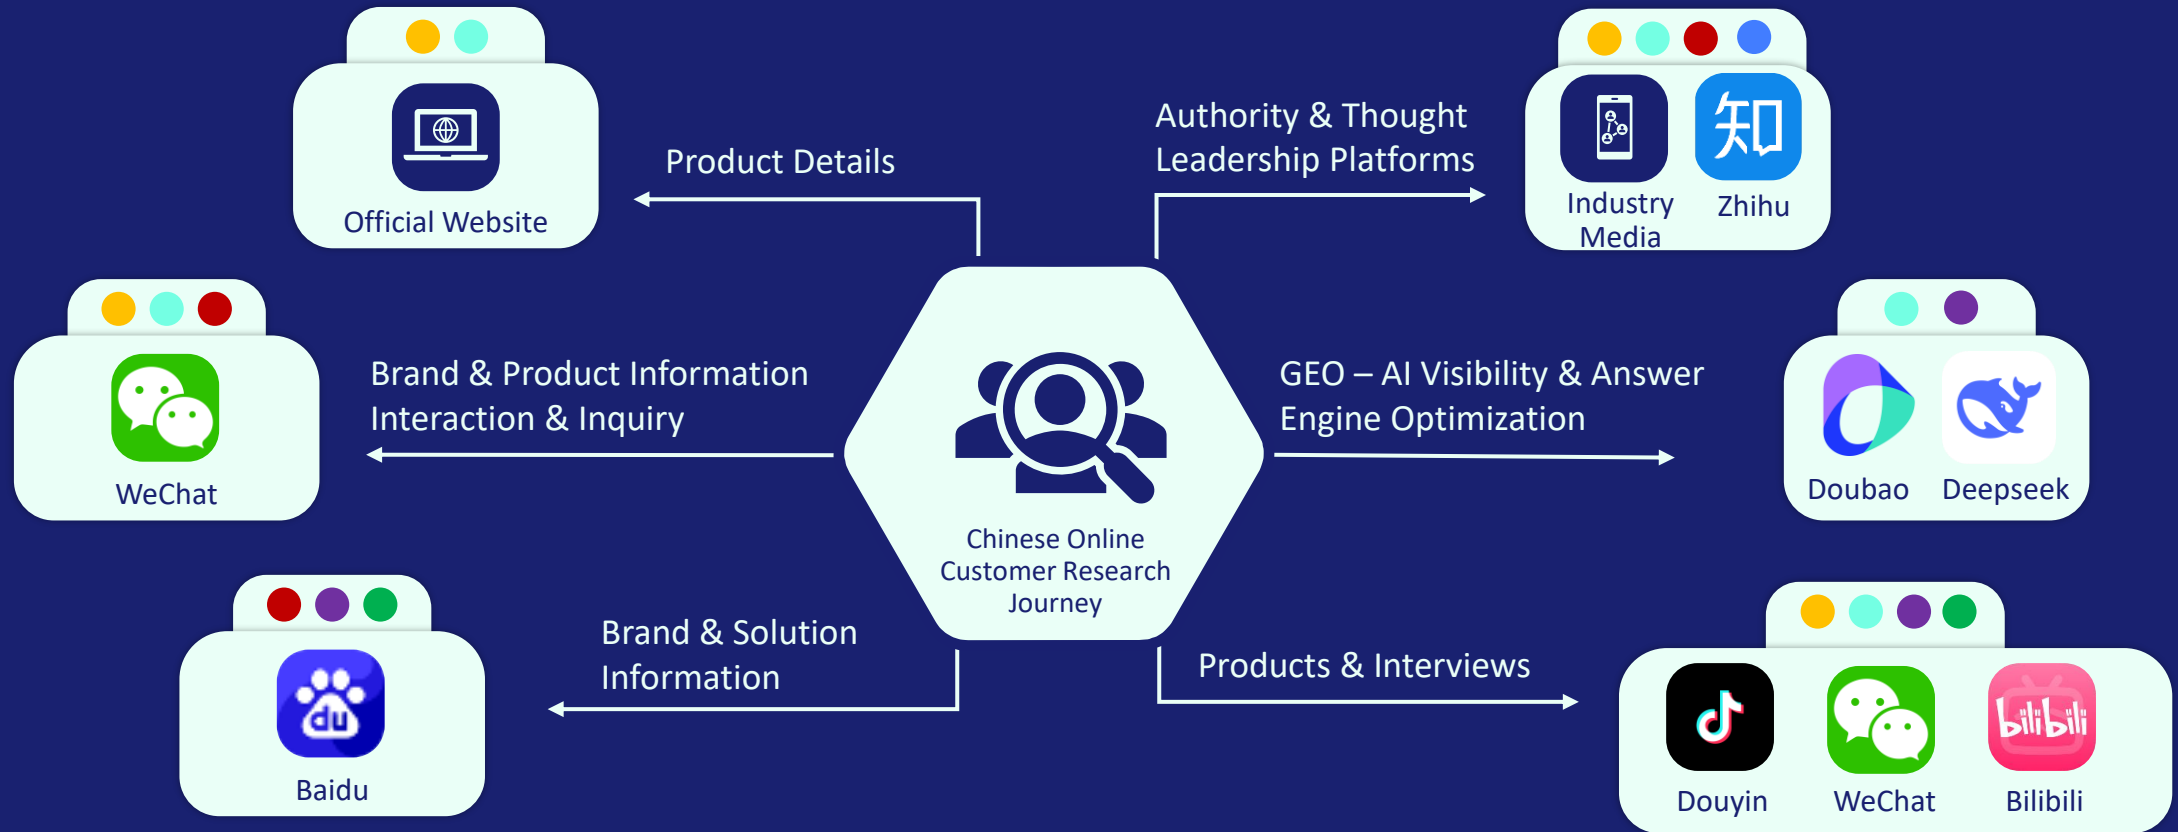 Official Website
Product Details
Authority & Thought
Leadership Platforms
知
Industry
Media
Zhihu
WeChat
Brand & Product Information
Interaction & Inquiry
Chinese Online
Customer Research
Journey
GEO – AI Visibility & Answer
Engine Optimization
Doubao
Deepseek
du
Baidu
Brand & Solution
Information
Products & Interviews
bilibili
Douyin
WeChat
Bilibili